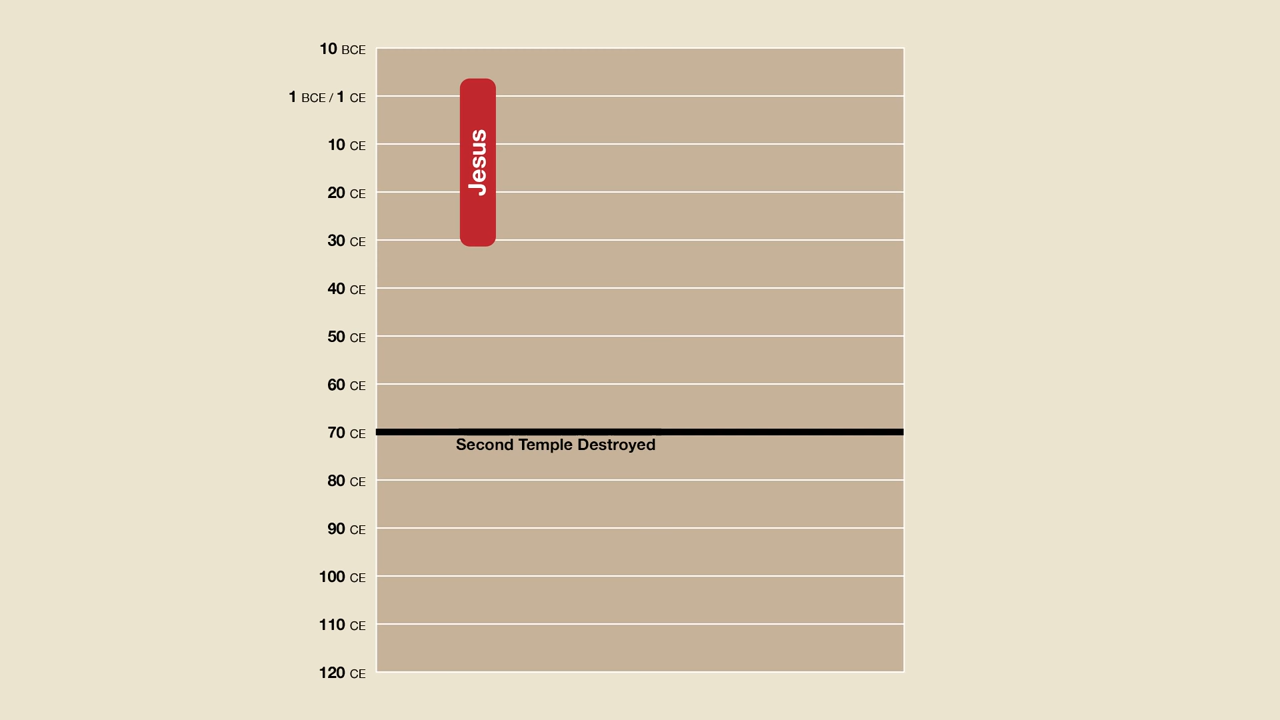 10 BCE
1 BCE / 1 CE
Jesus
10 CE
20 CE
30 CE
40 CE
50 CE
60 CE
70 CE
Second Temple Destroyed
80 CE
90 CE
100 CE
110 CE
120 CE